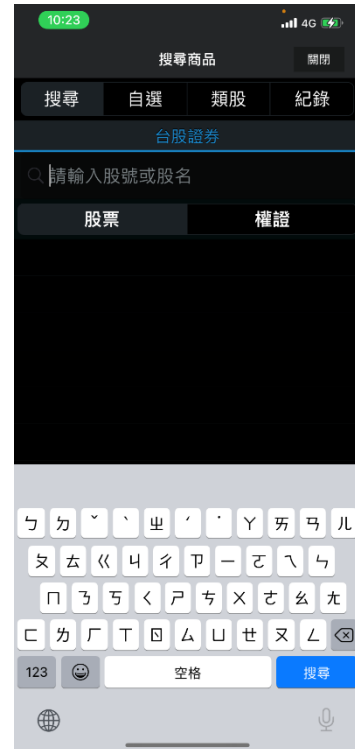 10:23
4G
搜尋商品
關閉
搜尋 自選 類股 紀錄
台股證券
請輸入股號或股名
股票 權證
ㄅ ㄉ ˇ ˋ ㄓ ˊ ˙ ㄚ ㄞ ㄢ ㄦ
ㄆ ㄊ ㄍ ㄐ ㄔ ㄗ ㄧ ㄛ ㄟ ㄣ
ㄇ ㄋ ㄎ ㄑ ㄕ ㄘ ㄨ ㄜ ㄠ ㄤ
ㄈ ㄌ ㄏ ㄒ ㄖ ㄙ ㄩ ㄝ ㄡ ㄥ
123 空格 搜尋